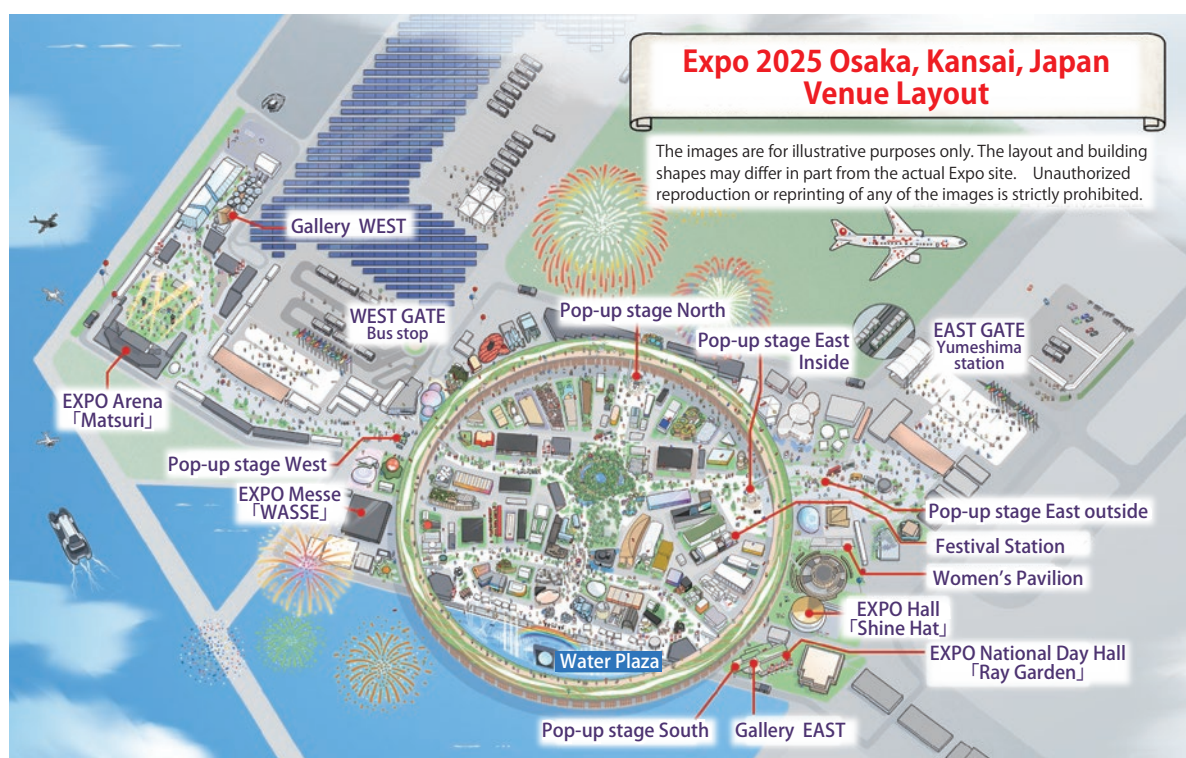 Expo 2025 Osaka, Kansai, Japan
Venue Layout
The images are for illustrative purposes only. The layout and building
shapes may differ in part from the actual Expo site. Unauthorized
reproduction or reprinting of any of the images is strictly prohibited.
Gallery WEST
WEST GATE
Bus stop
Pop-up stage North
Pop-up stage East
Inside
EAST GATE
Yumeshima
station
EXPO Arena
「Matsuri」
Pop-up stage West
EXPO Messe
「WASSE」
Pop-up stage East outside
Festival Station
Women’s Pavilion
EXPO Hall
「Shine Hat」
EXPO National Day Hall
「Ray Garden」
Water Plaza
Pop-up stage South
Gallery EAST